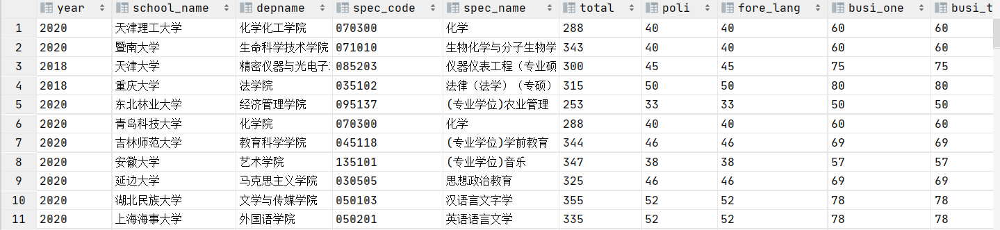 year school_name depname spec_code spec_name total poli fore_lang busi_one busi_t
1 2020 天津理工大学 化学化工学院 070300 化学 288 40 40 60 60
2 2020 暨南大学 生命科学技术学院 071010 生物化学与分子生物学 343 40 40 60 60
3 2018 天津大学 精密仪器与光电子 085203 仪器仪表工程（专业硕 300 45 45 75 75
4 2018 重庆大学 法学院 035102 法律（法学）（专硕） 315 50 50 80 80
5 2020 东北林业大学 经济管理学院 095137 (专业学位)农业管理 253 33 33 50 50
6 2020 青岛科技大学 化学院 070300 化学 288 40 40 60 60
7 2020 吉林师范大学 教育科学学院 045118 (专业学位)学前教育 344 46 46 69 69
8 2020 安徽大学 艺术学院 135101 (专业学位)音乐 347 38 38 57 57
9 2020 延边大学 马克思主义学院 030505 思想政治教育 325 46 46 69 69
10 2020 湖北民族大学 文学与传媒学院 050103 汉语言文字学 355 52 52 78 78
11 2020 上海海事大学 外国语学院 050201 英语语言文学 335 52 52 78 78